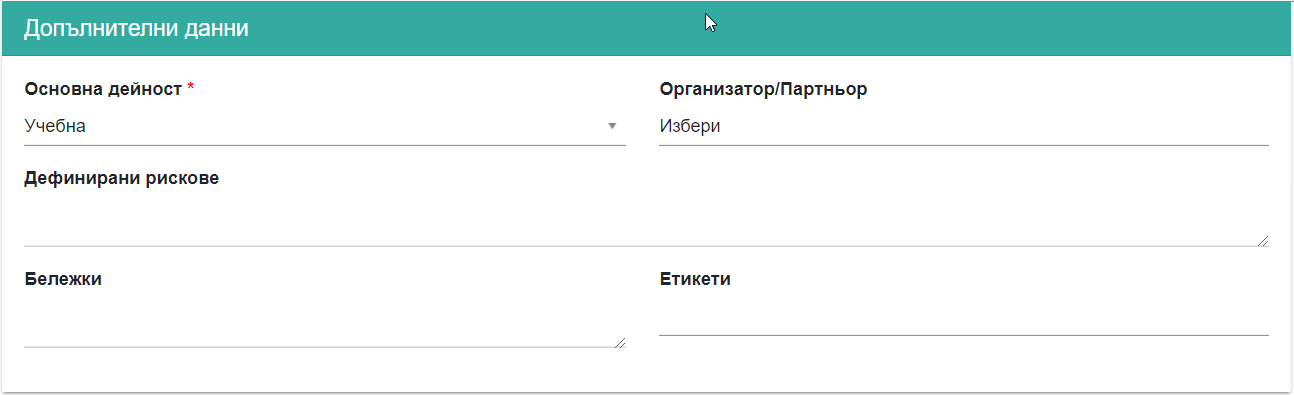 Допълнителни данни
Основна дейност *
Организатор/Партньор
Учебна
Избери
Дефинирани рискове
Бележки
Етикети